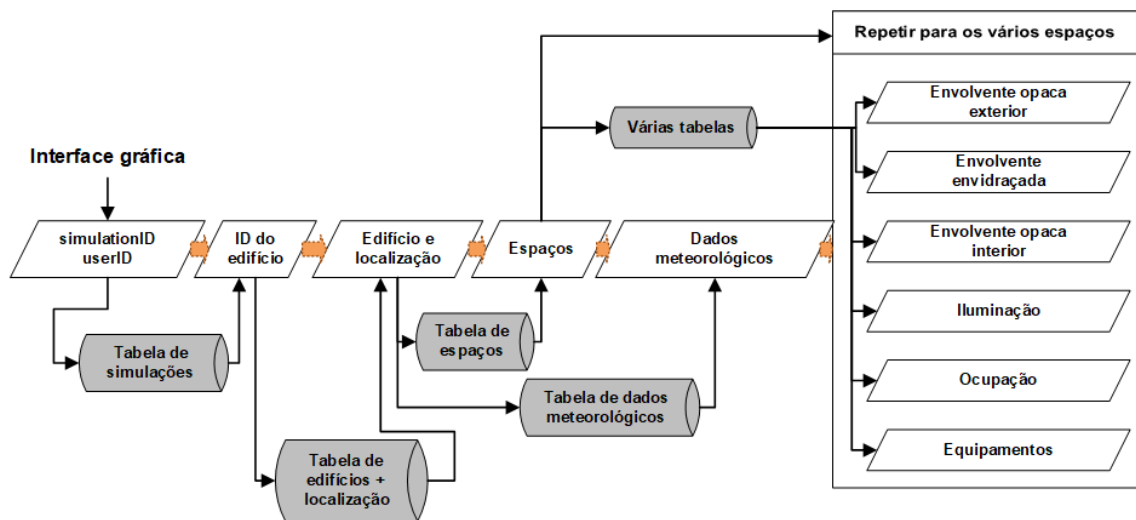 Repetir para os vários espaços
Envolvente opaca
exterior
Várias tabelas
Interface gráfica
Envolvente
envidraçada
simulationID
userID
ID do
edifício
Edifício e
localização
Espaços
Dados
meteorológicos
Envolvente opaca
interior
Iluminação
Tabela de
espaços
Tabela de
simulações
Ocupação
Tabela de dados
meteorológicos
Equipamentos
Tabela de
edifícios +
localização